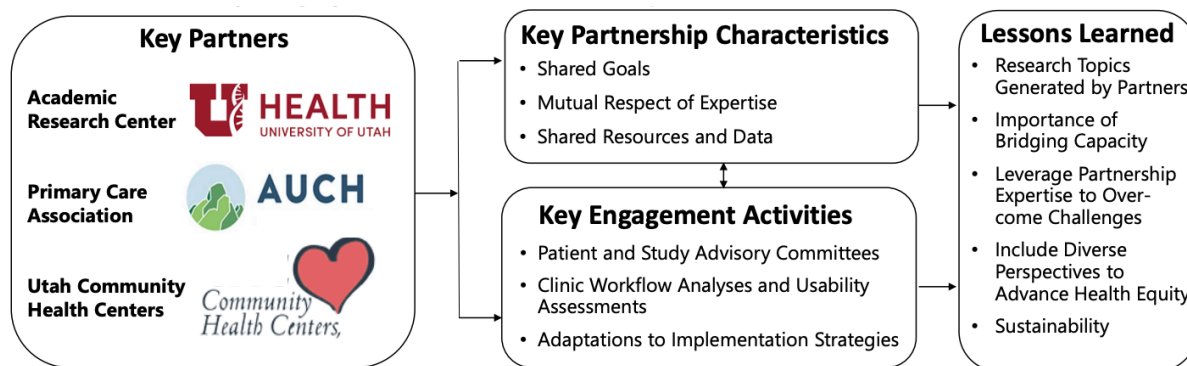 Key Partners
Academic
Research Center
U
HEALTH
UNIVERSITY OF UTAH
Primary Care
Association
AUCH
Utah Community
Health Centers
Community
Health Centers,
Key Partnership Characteristics
• Shared Goals
• Mutual Respect of Expertise
• Shared Resources and Data
Key Engagement Activities
• Patient and Study Advisory Committees
• Clinic Workflow Analyses and Usability
Assessments
• Adaptations to Implementation Strategies
Lessons Learned
• Research Topics
Generated by Partners
• Importance of
Bridging Capacity
• Leverage Partnership
Expertise to Over-
come Challenges
• Include Diverse
Perspectives to
Advance Health Equity
• Sustainability